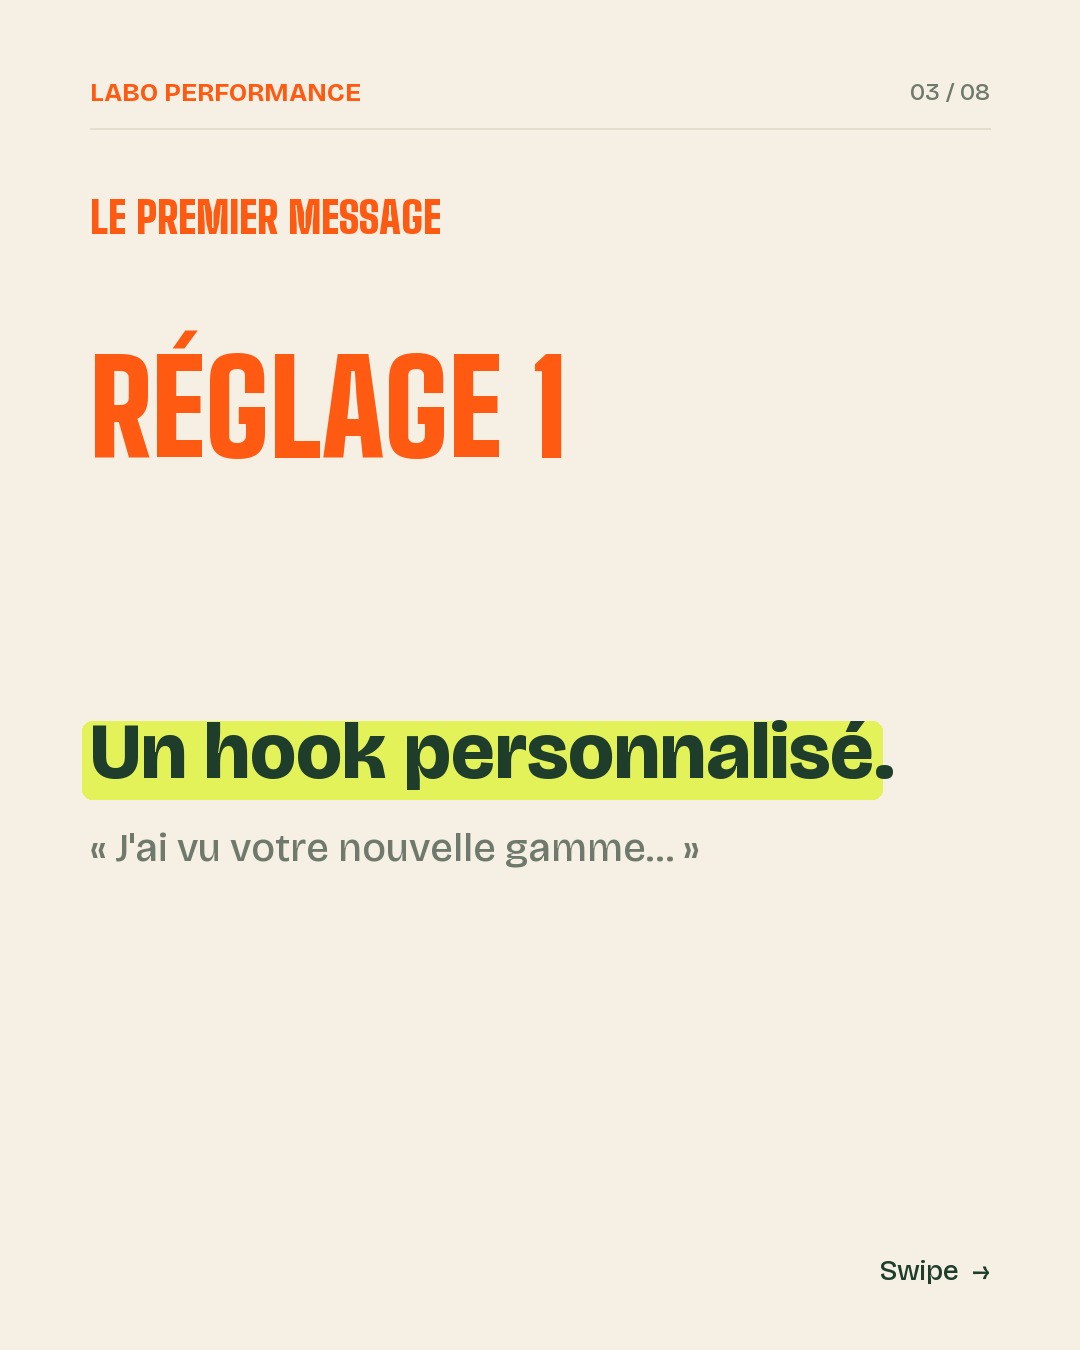 LABO PERFORMANCE
03 / 08
LE PREMIER MESSAGE
RÉGLAGE 1
Un hook personnalisé.
« J'ai vu votre nouvelle gamme... »
Swipe →